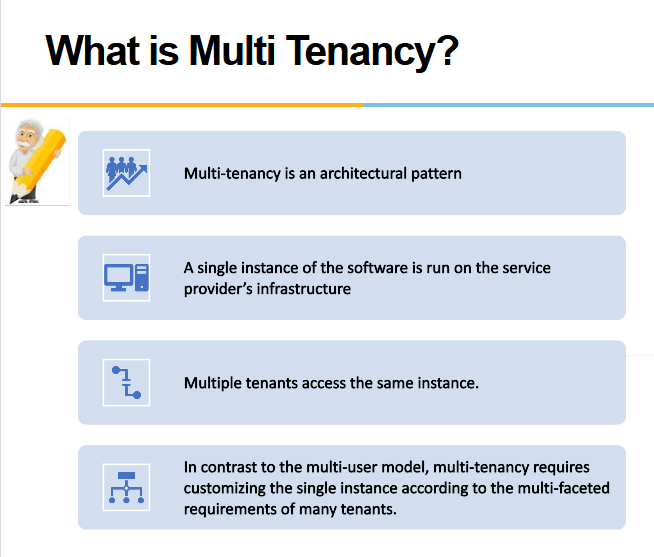 What is Multi Tenancy?
Multi-tenancy is an architectural pattern
A single instance of the software is run on the service
provider’s infrastructure
Multiple tenants access the same instance.
In contrast to the multi-user model, multi-tenancy requires
customizing the single instance according to the multi-faceted
requirements of many tenants.